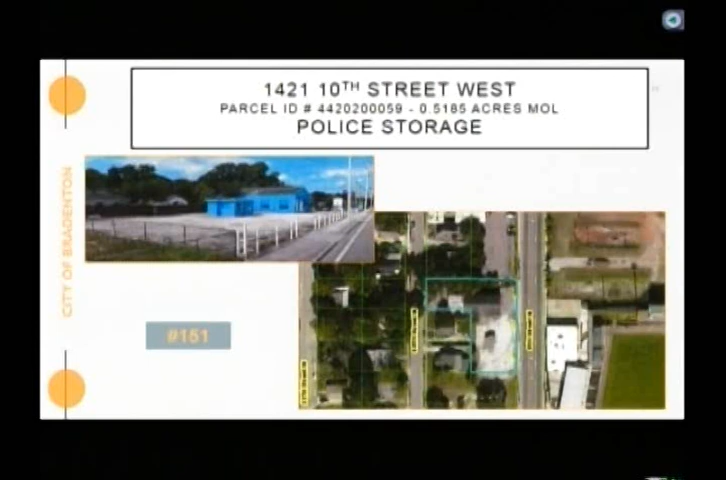 1421 10TH STREET WEST
PARCEL ID # 4420200059 - 0.5185 ACRES MOL
POLICE STORAGE
CITY OF BRADENTON
#151